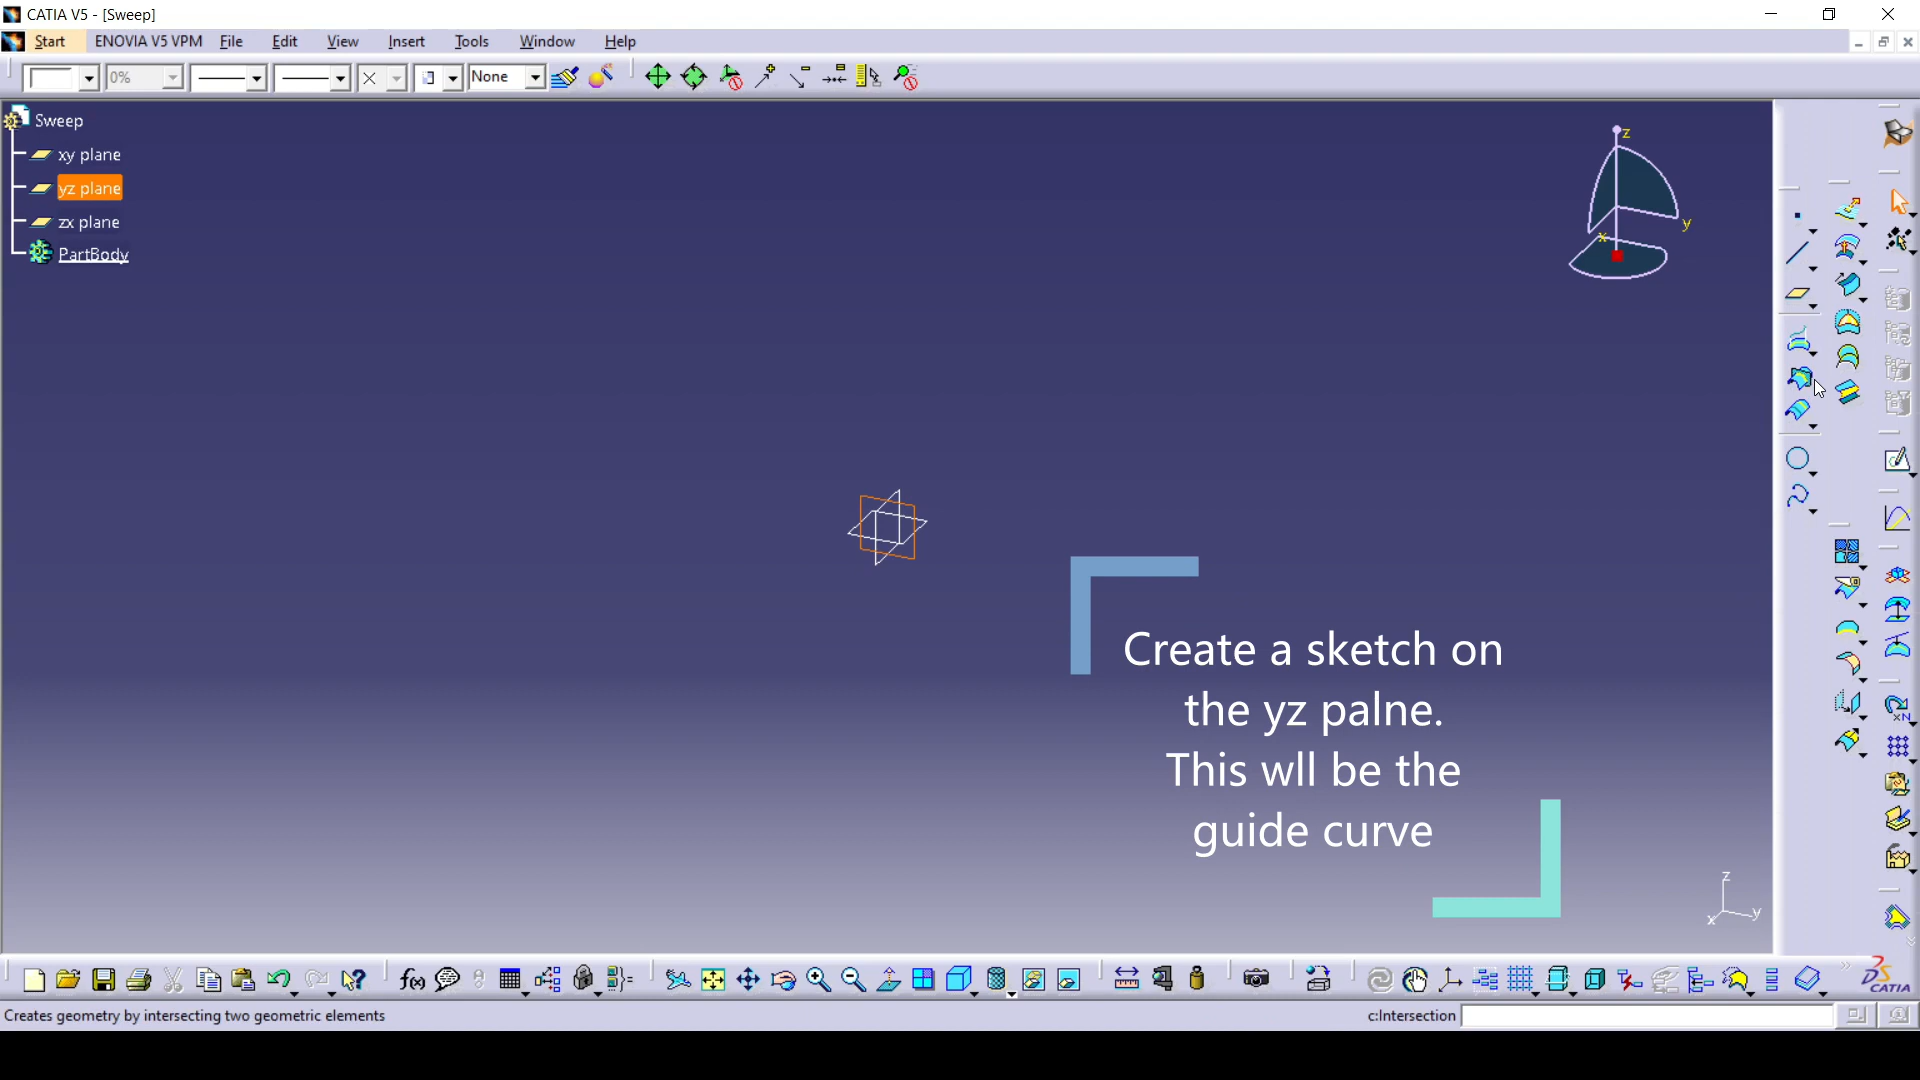 CATIA V5 - [Sweep]
Start ENOVIA V5 VPM File Edit View Insert Tools Window Help
0% None
Sweep
xy plane
yz plane
zx plane
PartBody
z
y
x
Create a sketch on
the yz palne.
This wll be the
guide curve
z
y
x
xN
f(x)
CATIA
Creates geometry by intersecting two geometric elements
c:Intersection